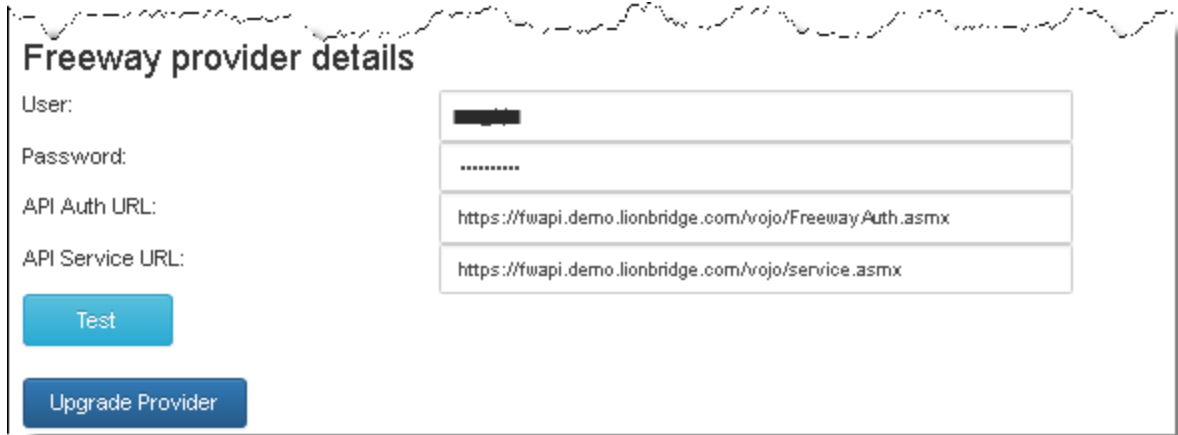 Freeway provider details
User:
Password:
••••••••••
API Auth URL:
https://fwapi.demo.lionbridge.com/vojo/FreewayAuth.asmx
API Service URL:
https://fwapi.demo.lionbridge.com/vojo/service.asmx
Test
Upgrade Provider